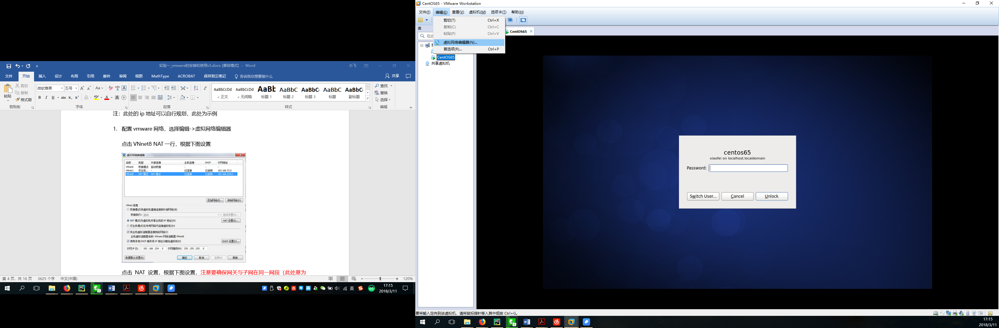 实验一_vmware的安装和使用v5.docx [兼容模式] - Word
小飞
文件 开始 插入 设计 布局 引用 邮件 审阅 视图 MathType ACROBAT 保存到云笔记 告诉我你想要做什么 共享
粘贴
剪切
复制
格式刷
微软雅黑 五号
AaBbCcDd AaBbCcDd AaBb AaBbC AaBbC AaBbC AaBbC
正文 无间隔 标题 1 标题 2 标题 3 标题 副标题
查找
替换
选择
剪贴板 字体 段落 样式 编辑
注：此处的 ip 地址可以自行规划，此处为示例
1. 配置 vmware 网络，选择编辑->虚拟网络编辑器
点击 VNnet8 NAT 一行，根据下图设置
虚拟网络编辑器
名称 类型 外部连接 主机连接 DHCP 子网地址
VMnet0 桥接模式 自动桥接 - - -
VMnet1 仅主机... - 已连接 已启用 192.168.72.0
VMnet8 NAT 模式 NAT 模式 已连接 已启用 192.168.224.0
添加网络(E)... 移除网络(O)
VMnet 信息
桥接模式(将虚拟机直接连接到外部网络)(B)
桥接到(T): 自动 自动设置(U)...
NAT 模式(与虚拟机共享主机的 IP 地址)(N) NAT 设置(S)...
仅主机模式(在专用网络内连接虚拟机)(H)
将主机虚拟适配器连接到此网络(V)
主机虚拟适配器名称: VMware 网络适配器 VMnet8
使用本地 DHCP 服务将 IP 地址分配给虚拟机(D) DHCP 设置(C)...
子网 IP (I): 192 .168 .224 . 0 子网掩码(M): 255 .255 .255 . 0
恢复默认设置(R) 确定 取消 应用(A) 帮助
点击 NAT 设置，根据下图设置，注意要确保网关与子网在同一网段（此处意为
第 4 页，共 16 页 3625 个字 中文(中国) 120%
英 60 17:15
2018/3/11
CentOS65 - VMware Workstation
文件(F) 编辑(E) 查看(V) 虚拟机(M) 选项卡(T) 帮助(H)
剪切(T) Ctrl+X
复制(C) Ctrl+C
粘贴(P) Ctrl+V
虚拟网络编辑器(N)...
首选项(R)... Ctrl+P
库
在此
CentOS65
共享虚拟机
CentOS65
centos65
xiaofei on localhost.localdomain
Password:
Switch User... Cancel Unlock
要将输入定向到该虚拟机，请将鼠标指针移入其中或按 Ctrl+G。
17:15
2018/3/11